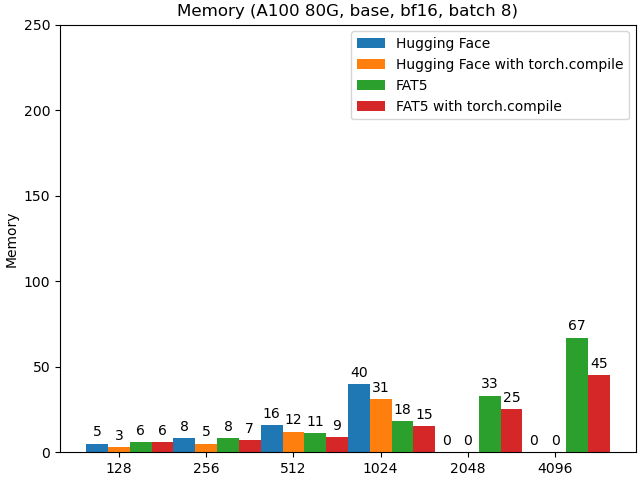 Memory (A100 80G, base, bf16, batch 8)
250
200
150
100
50
0
Memory
Hugging Face
Hugging Face with torch.compile
FAT5
FAT5 with torch.compile
5 3 6 6 8 5 8 7 16 12 11 9 40 31 18 15 0 0 33 25 0 0 67 45
128 256 512 1024 2048 4096